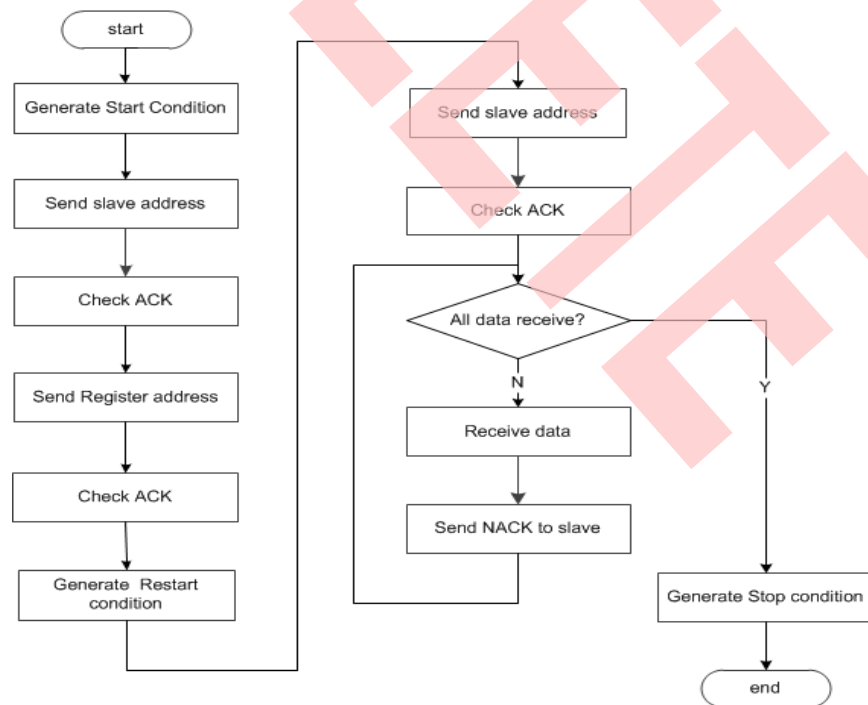 start
Generate Start Condition
Send slave address
Check ACK
Send Register address
Check ACK
Generate Restart
condition
Send slave address
Check ACK
All data receive?
N
Y
Receive data
Send NACK to slave
Generate Stop condition
end